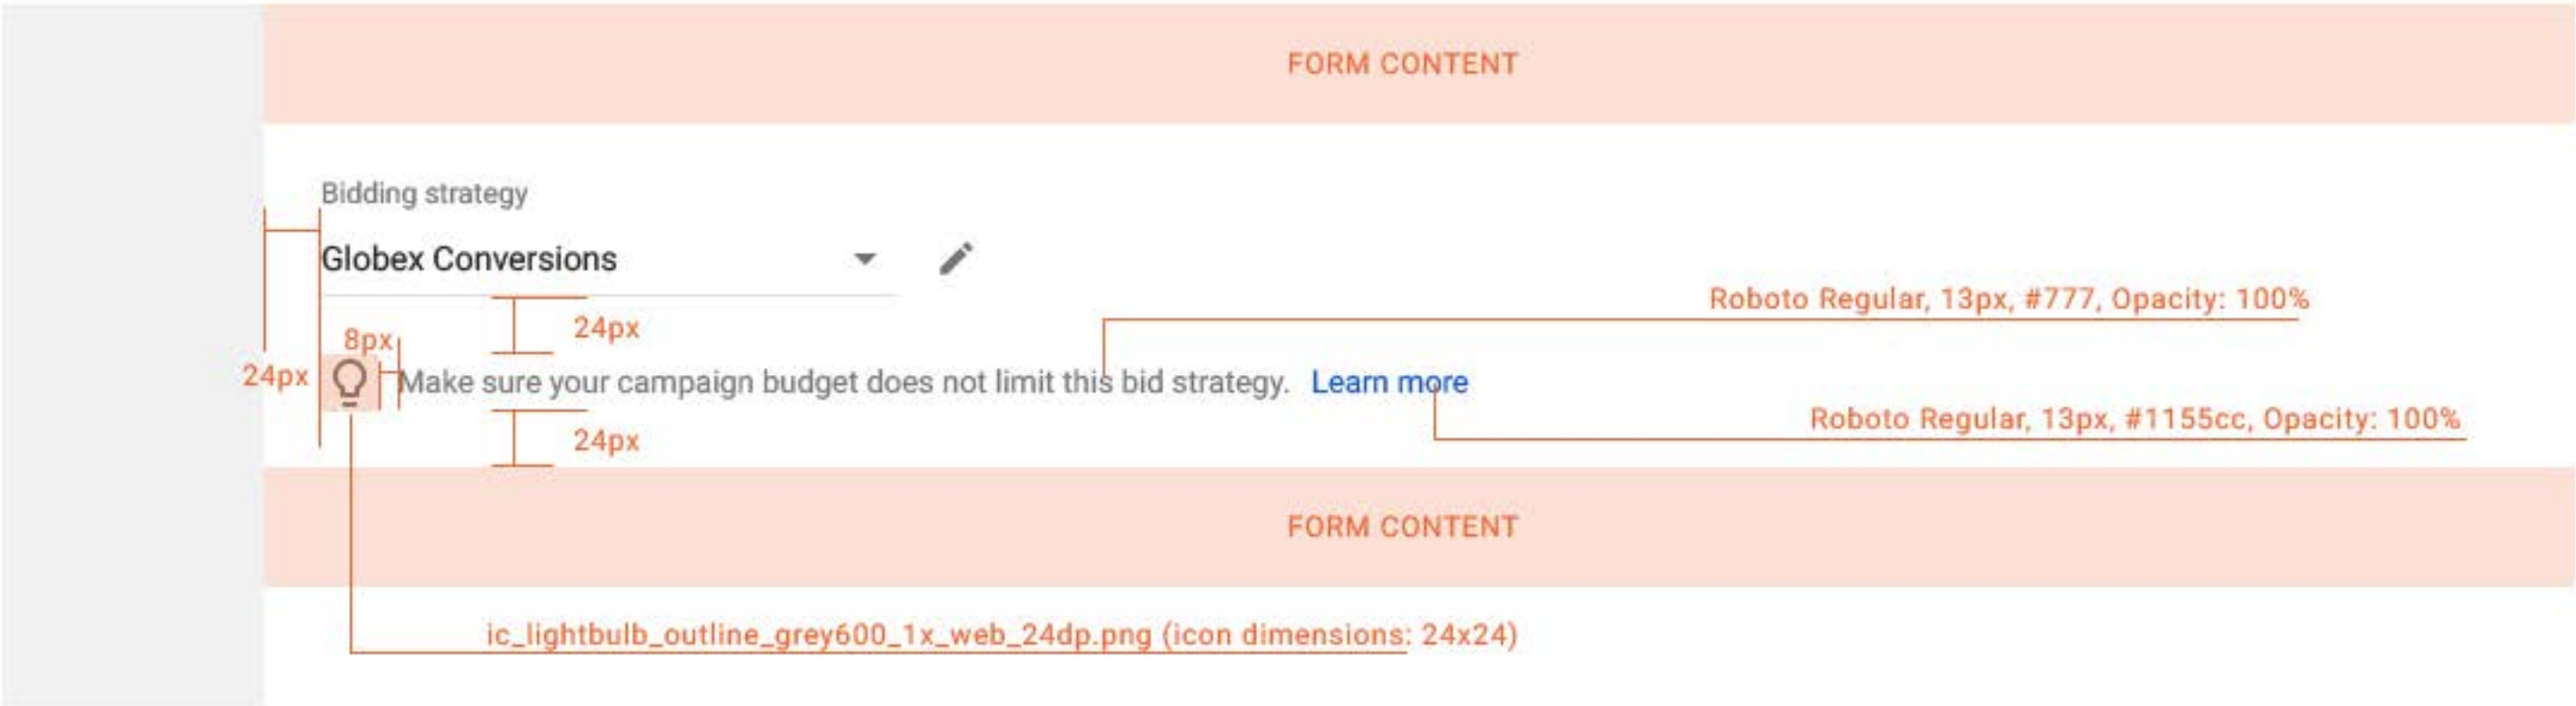 FORM CONTENT
Bidding strategy
Globex Conversions
Roboto Regular, 13px, #777, Opacity: 100%
24px
8px
24px
Make sure your campaign budget does not limit this bid strategy. Learn more
Roboto Regular, 13px, #1155cc, Opacity: 100%
24px
FORM CONTENT
ic_lightbulb_outline_grey600_1x_web_24dp.png (icon dimensions: 24x24)